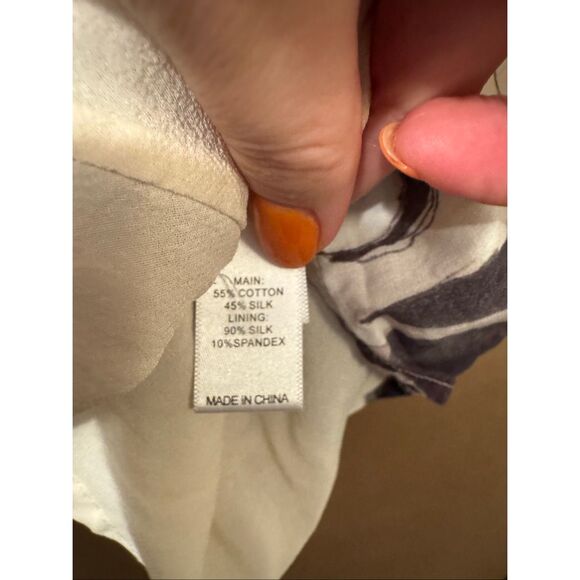 MAIN:
55% COTTON
45% SILK
LINING:
90% SILK
10%SPANDEX
MADE IN CHINA